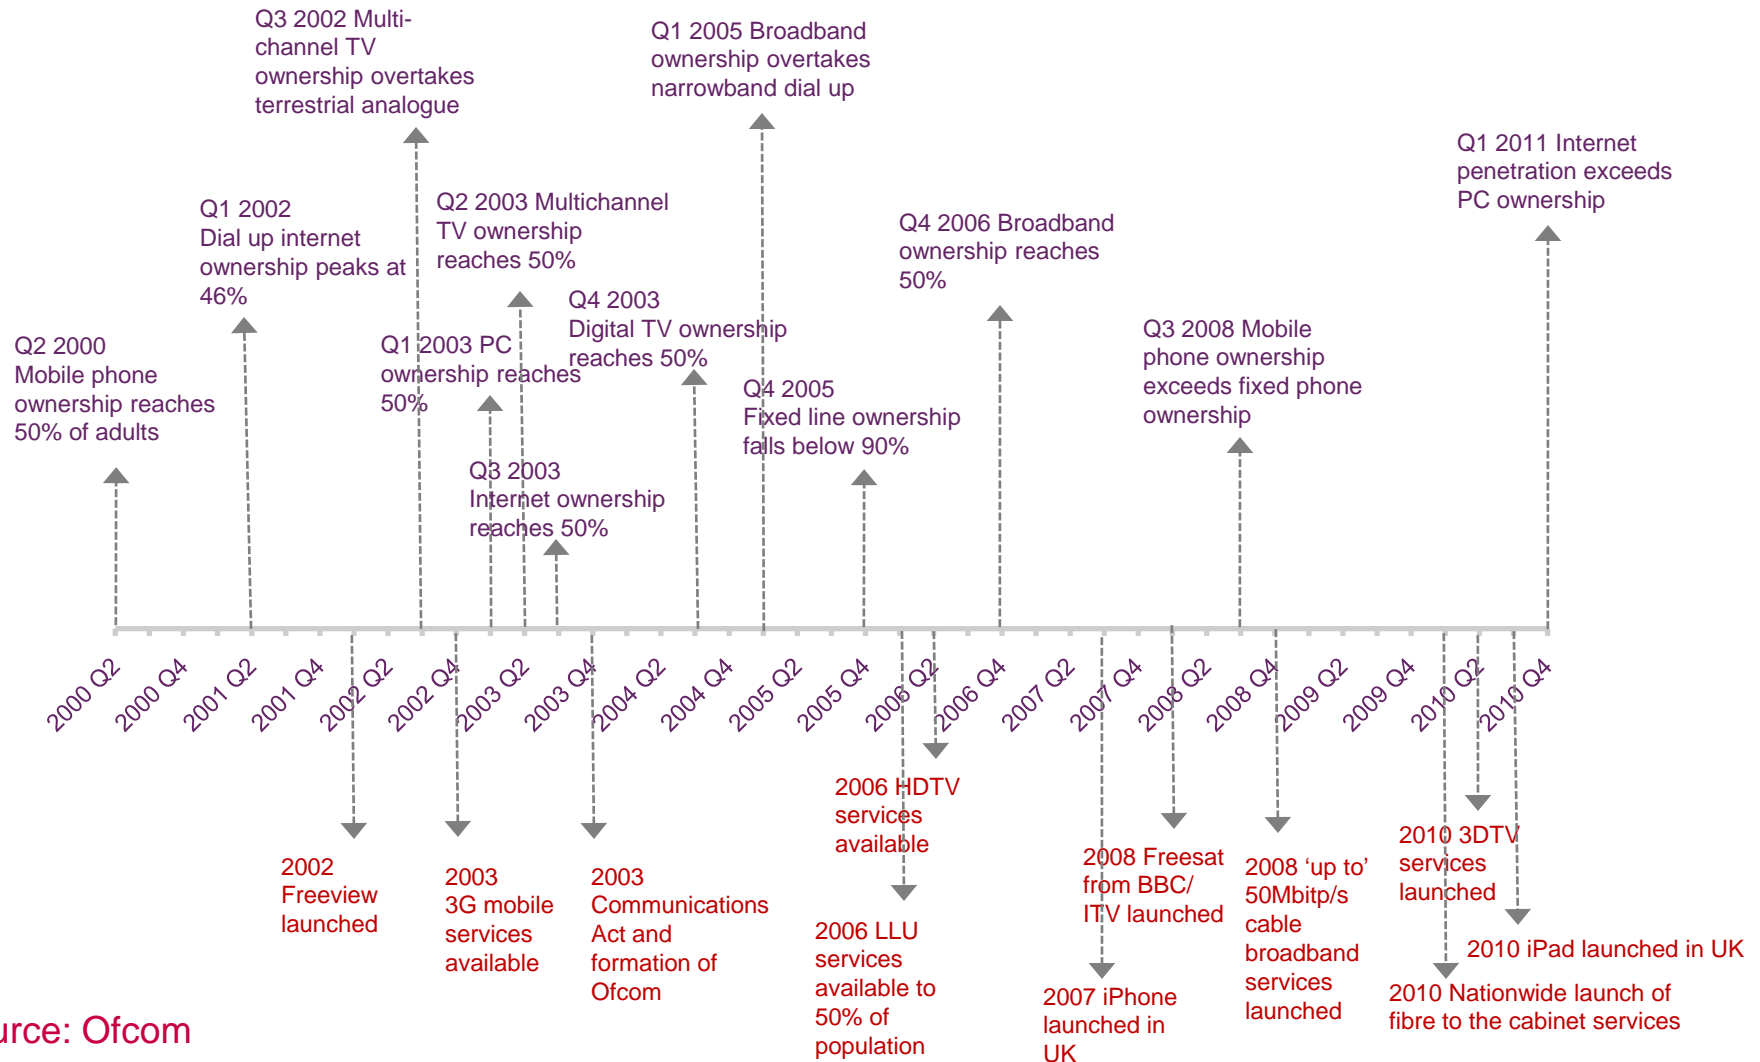 Q3 2002 Multi-
channel TV
ownership overtakes
terrestrial analogue
Q1 2005 Broadband
ownership overtakes
narrowband dial up
Q1 2011 Internet
penetration exceeds
PC ownership
Q1 2002
Dial up internet
ownership peaks at
46%
Q2 2003 Multichannel
TV ownership
reaches 50%
Q4 2006 Broadband
ownership reaches
50%
Q4 2003
Digital TV ownership
reaches 50%
Q3 2008 Mobile
phone ownership
exceeds fixed phone
ownership
Q2 2000
Mobile phone
ownership reaches
50% of adults
Q1 2003 PC
ownership reaches
50%
Q4 2005
Fixed line ownership
falls below 90%
Q3 2003
Internet ownership
reaches 50%
2000 Q2
2000 Q4
2001 Q2
2001 Q4
2002 Q2
2002 Q4
2003 Q2
2003 Q4
2004 Q2
2004 Q4
2005 Q2
2005 Q4
2006 Q2
2006 Q4
2007 Q2
2007 Q4
2008 Q2
2008 Q4
2009 Q2
2009 Q4
2010 Q2
2010 Q4
2002
Freeview
launched
2003
3G mobile
services
available
2003
Communications
Act and
formation of
Ofcom
2006 HDTV
services
available
2006 LLU
services
available to
50% of
population
2007 iPhone
launched in
UK
2008 Freesat
from BBC/
ITV launched
2008 ‘up to’
50Mbitp/s
cable
broadband
services
launched
2010 3DTV
services
launched
2010 iPad launched in UK
2010 Nationwide launch of
fibre to the cabinet services
urce: Ofcom